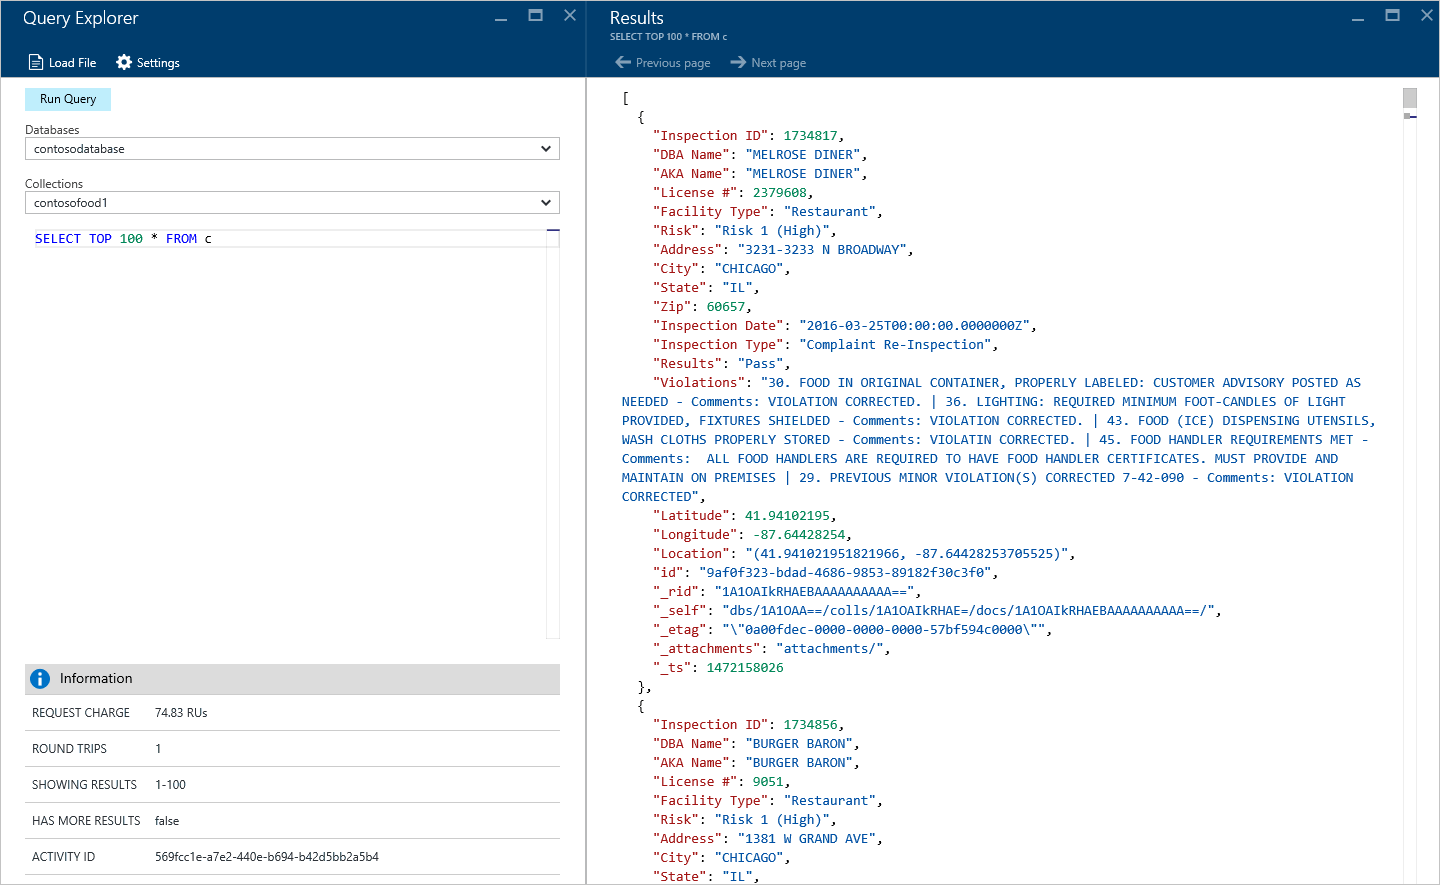 Query Explorer
Load File
Settings
Run Query
Databases
contosodatabase
Collections
contosofood1
SELECT TOP 100 * FROM c
Information
REQUEST CHARGE 74.83 RUs
ROUND TRIPS 1
SHOWING RESULTS 1-100
HAS MORE RESULTS false
ACTIVITY ID 569fcc1e-a7e2-440e-b694-b42d5bb2a5b4
Results
SELECT TOP 100 * FROM c
Previous page
Next page
[
{
"Inspection ID": 1734817,
"DBA Name": "MELROSE DINER",
"AKA Name": "MELROSE DINER",
"License #": 2379608,
"Facility Type": "Restaurant",
"Risk": "Risk 1 (High)",
"Address": "3231-3233 N BROADWAY",
"City": "CHICAGO",
"State": "IL",
"Zip": 60657,
"Inspection Date": "2016-03-25T00:00:00.0000000Z",
"Inspection Type": "Complaint Re-Inspection",
"Results": "Pass",
"Violations": "30. FOOD IN ORIGINAL CONTAINER, PROPERLY LABELED: CUSTOMER ADVISORY POSTED AS
NEEDED - Comments: VIOLATION CORRECTED. | 36. LIGHTING: REQUIRED MINIMUM FOOT-CANDLES OF LIGHT
PROVIDED, FIXTURES SHIELDED - Comments: VIOLATION CORRECTED. | 43. FOOD (ICE) DISPENSING UTENSILS,
WASH CLOTHS PROPERLY STORED - Comments: VIOLATIN CORRECTED. | 45. FOOD HANDLER REQUIREMENTS MET -
Comments:  ALL FOOD HANDLERS ARE REQUIRED TO HAVE FOOD HANDLER CERTIFICATES. MUST PROVIDE AND
MAINTAIN ON PREMISES | 29. PREVIOUS MINOR VIOLATION(S) CORRECTED 7-42-090 - Comments: VIOLATION
CORRECTED",
"Latitude": 41.94102195,
"Longitude": -87.64428254,
"Location": "(41.941021951821966, -87.64428253705525)",
"id": "9af0f323-bdad-4686-9853-89182f30c3f0",
"_rid": "1A1OAIkRHAEBAAAAAAAAAA==",
"_self": "dbs/1A1OAA==/colls/1A1OAIkRHAE=/docs/1A1OAIkRHAEBAAAAAAAAAA==/",
"_etag": "\"0a00fdec-0000-0000-0000-57bf594c0000\"",
"_attachments": "attachments/",
"_ts": 1472158026
},
{
"Inspection ID": 1734856,
"DBA Name": "BURGER BARON",
"AKA Name": "BURGER BARON",
"License #": 9051,
"Facility Type": "Restaurant",
"Risk": "Risk 1 (High)",
"Address": "1381 W GRAND AVE",
"City": "CHICAGO",
"State": "IL",